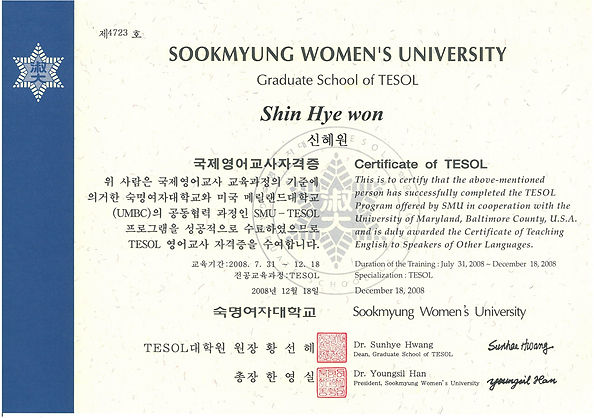 제4723 호
淑大
SOOKMYUNG WOMEN'S UNIVERSITY
Graduate School of TESOL
Shin Hye won
신혜원
국제영어교사자격증
위 사람은 국제영어교사 교육과정의 기준에
의거한 숙명여자대학교와 미국 메릴랜드대학교
(UMBC)의 공동협력 과정인 SMU – TESOL
프로그램을 성공적으로 수료하였으므로
TESOL 영어교사 자격증을 수여합니다.
교육기간:2008. 7. 31 ~ 12. 18
전공교육과정:TESOL
2008년 12월 18일
숙명여자대학교
Certificate of TESOL
This is to certify that the above-mentioned
person has successfully completed the TESOL
Program offered by SMU in cooperation with the
University of Maryland, Baltimore County, U.S.A.
and is duly awarded the Certificate of Teaching
English to Speakers of Other Languages.
Duration of the Training : July 31, 2008 – December 18, 2008
Specialization : TESOL
December 18, 2008
Sookmyung Women's University
TESOL대학원 원장 황 선 혜
Dr. Sunhye Hwang
Dean, Graduate School of TESOL
Sunhee Hwang
총장 한 영 실
Dr. Youngsil Han
President, Sookmyung Women's University
youngsil Han